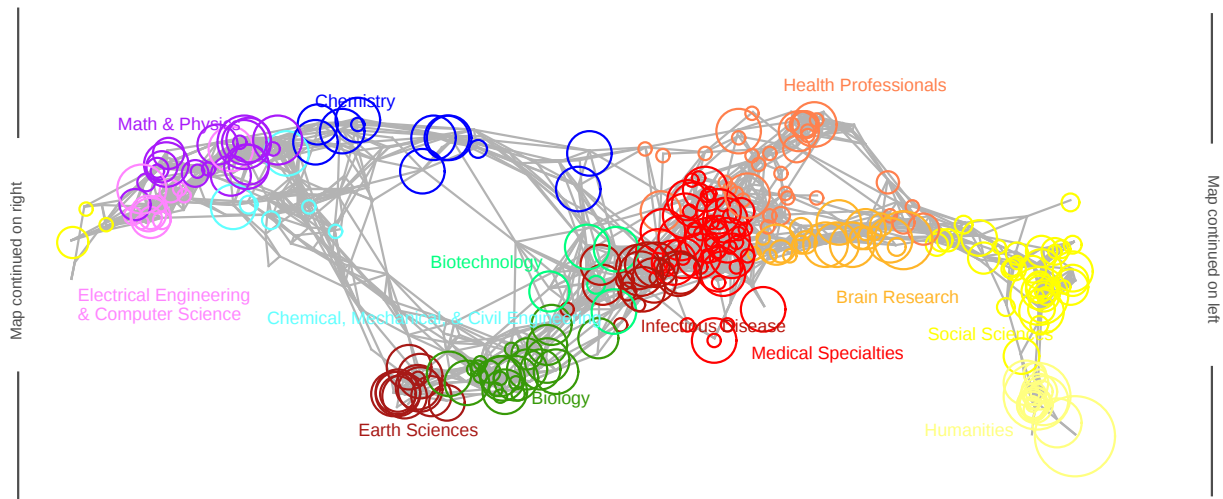 Health Professionals
Chemistry
Math & Physics
Map continued on right
Map continued on left
Biotechnology
Electrical Engineering
& Computer Science
Brain Research
Chemical, Mechanical, & Civil Engineering
Infectious Disease
Social Sciences
Medical Specialties
Biology
Earth Sciences
Humanities